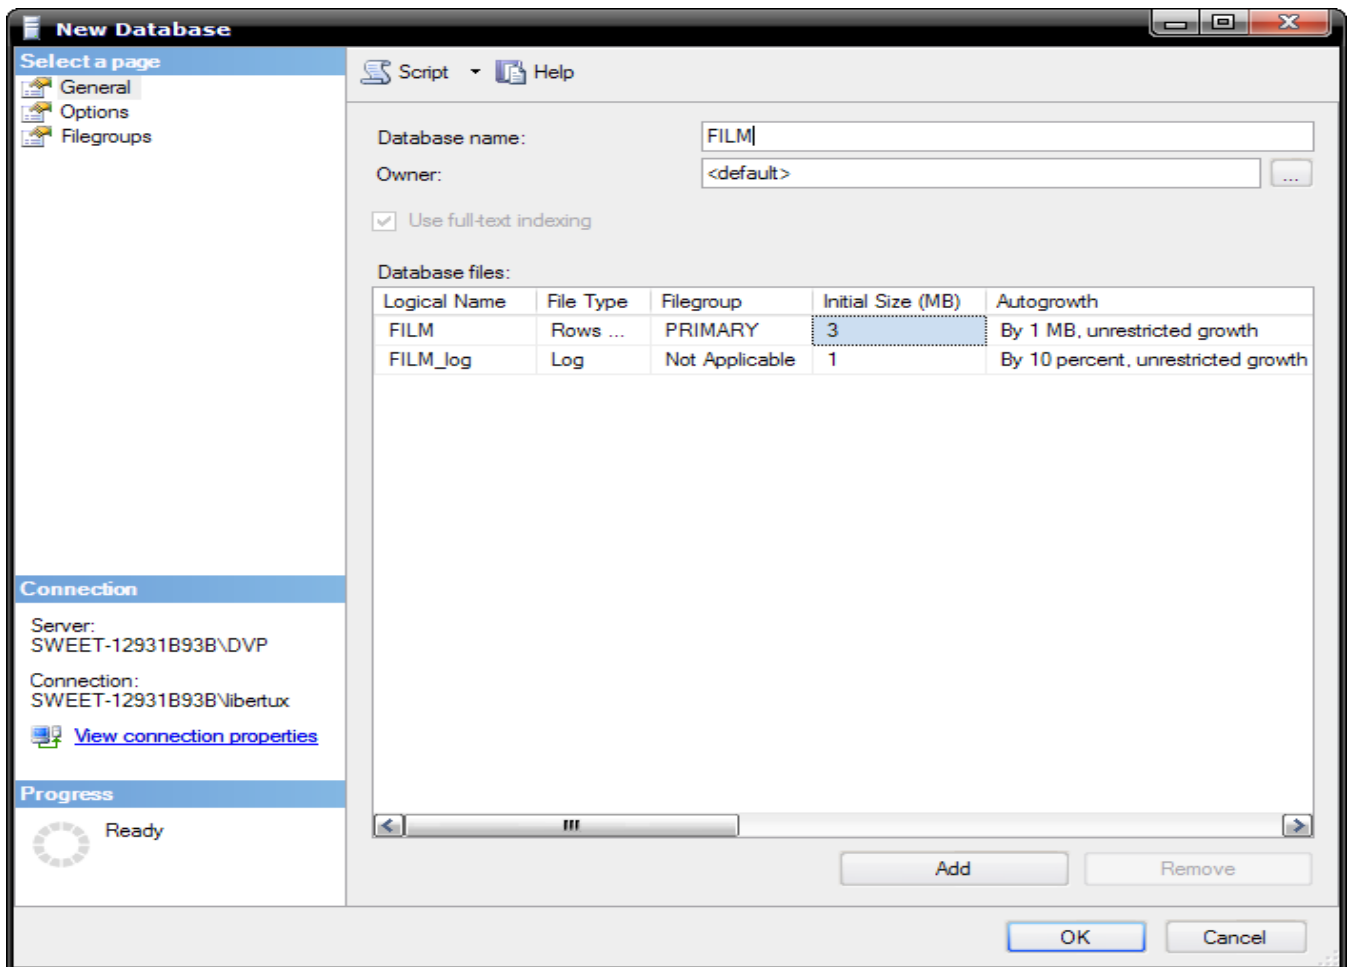 New Database
Select a page
General
Options
Filegroups
Script Help
Database name: FILM
Owner: <default> ...
Use full-text indexing
Database files:
Logical Name File Type Filegroup Initial Size (MB) Autogrowth
FILM Rows ... PRIMARY 3 By 1 MB, unrestricted growth
FILM_log Log Not Applicable 1 By 10 percent, unrestricted growth
Connection
Server:
SWEET-12931B93B\DVP
Connection:
SWEET-12931B93B\libertux
View connection properties
Progress
Ready
Add Remove
OK Cancel